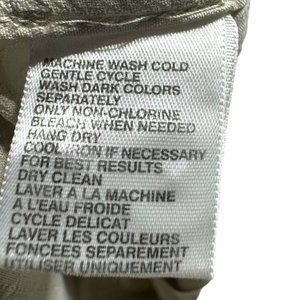 MACHINE WASH COLD
GENTLE CYCLE
WASH DARK COLORS
SEPARATELY
ONLY NON-CHLORINE
BLEACH WHEN NEEDED
HANG DRY
COOL IRON IF NECESSARY
FOR BEST RESULTS
DRY CLEAN
LAVER A LA MACHINE
A L'EAU FROIDE
CYCLE DELICAT
LAVER LES COULEURS
FONCEES SEPAREMENT
UTILISER UNIQUEMENT